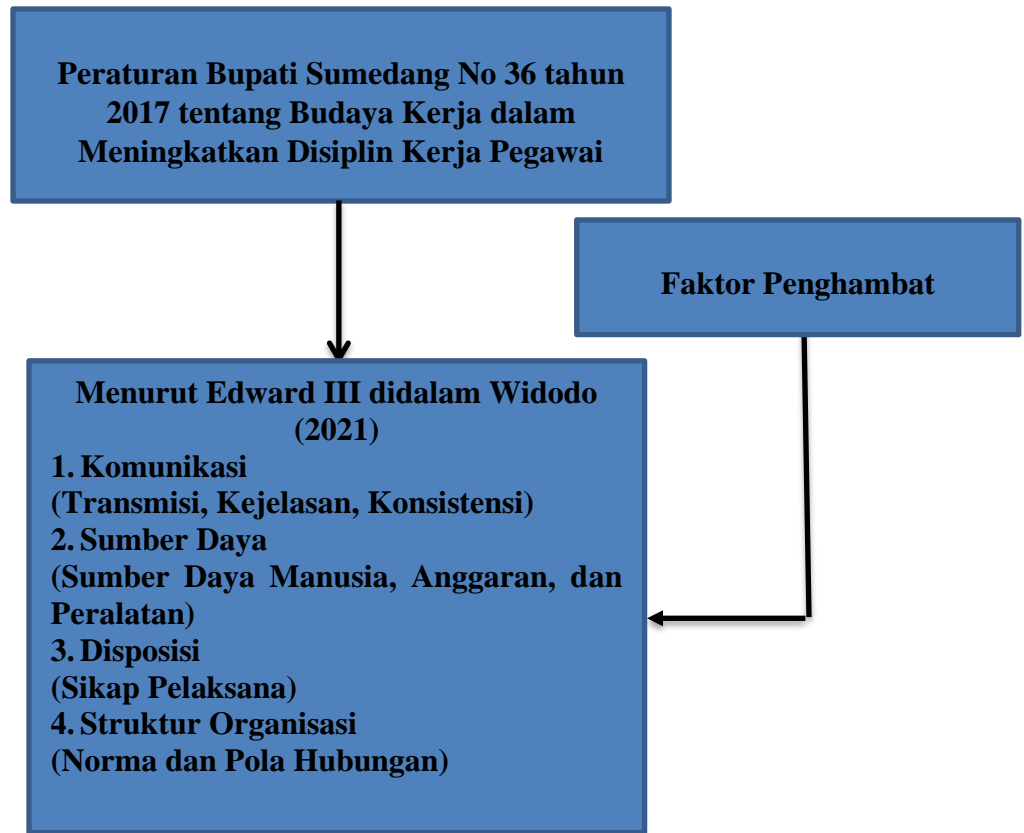 Peraturan Bupati Sumedang No 36 tahun
2017 tentang Budaya Kerja dalam
Meningkatkan Disiplin Kerja Pegawai
Faktor Penghambat
Menurut Edward III didalam Widodo
(2021)
1. Komunikasi
(Transmisi, Kejelasan, Konsistensi)
2. Sumber Daya
(Sumber Daya Manusia, Anggaran, dan
Peralatan)
3. Disposisi
(Sikap Pelaksana)
4. Struktur Organisasi
(Norma dan Pola Hubungan)